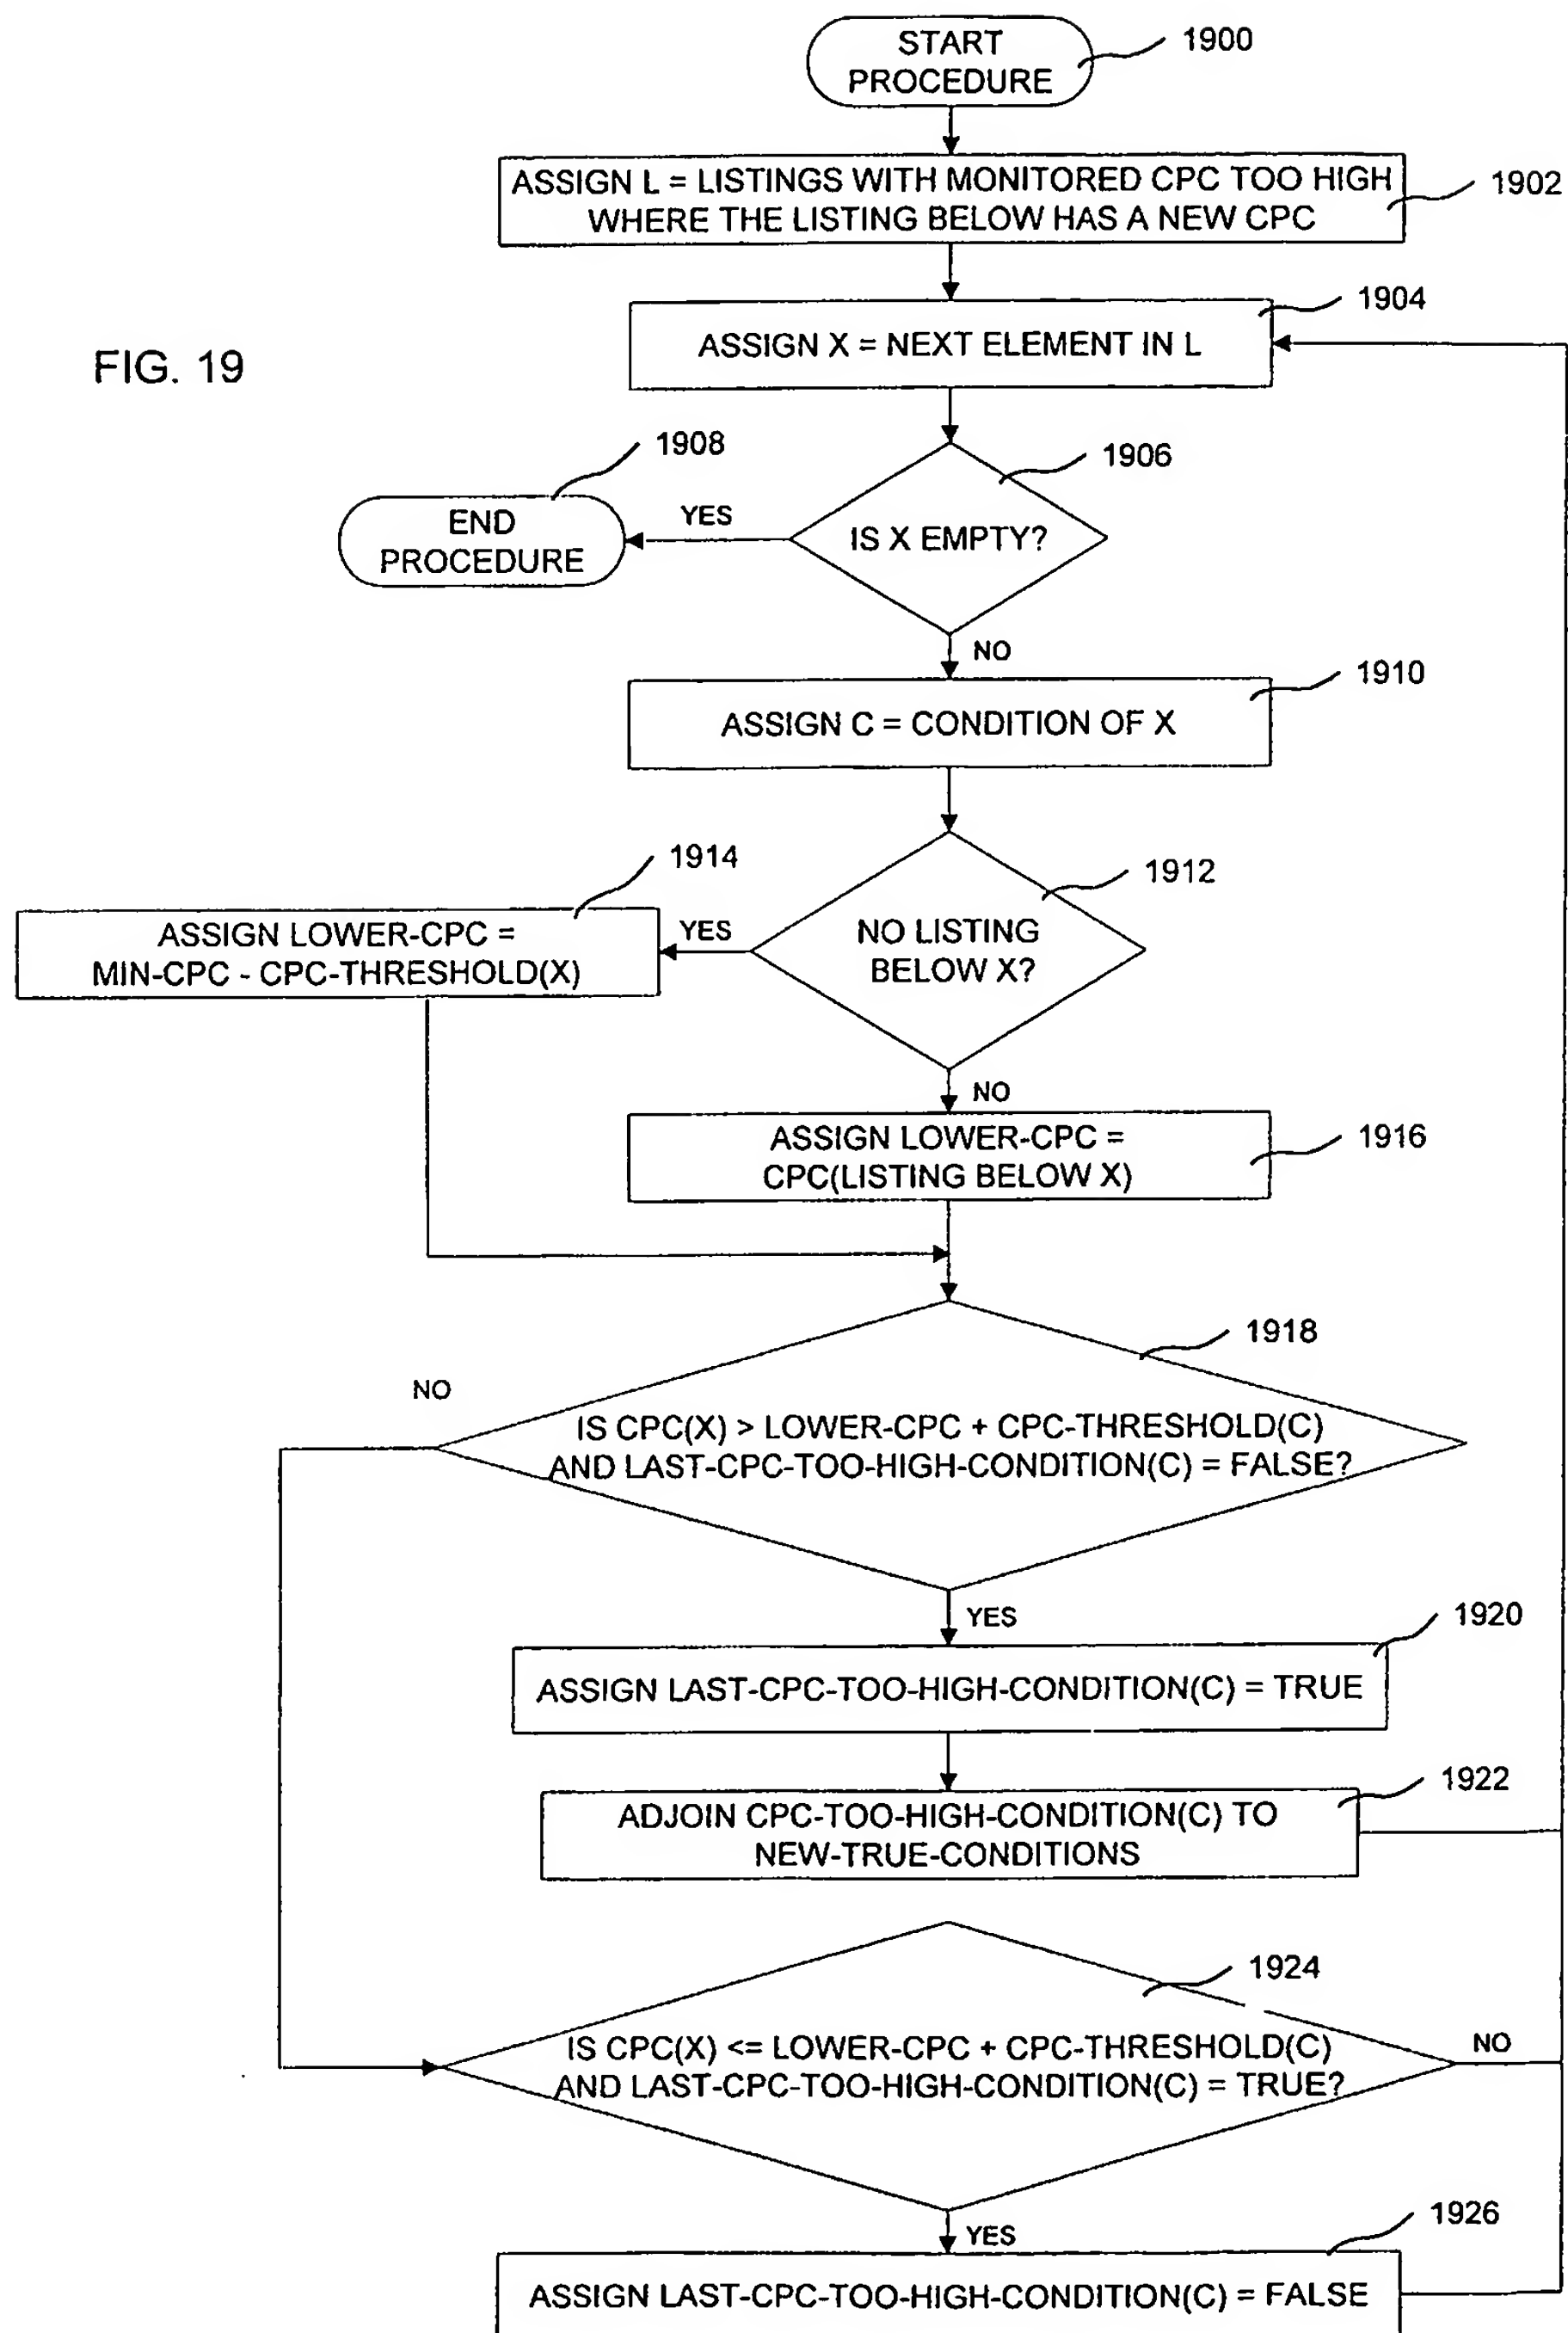 START
PROCEDURE
1900
ASSIGN L = LISTINGS WITH MONITORED CPC TOO HIGH
WHERE THE LISTING BELOW HAS A NEW CPC
1902
1904
ASSIGN X = NEXT ELEMENT IN L
FIG. 19
1908
1906
END
PROCEDURE
YES
IS X EMPTY?
NO
1910
ASSIGN C = CONDITION OF X
1914
1912
ASSIGN LOWER-CPC =
MIN-CPC - CPC-THRESHOLD(X)
YES
NO LISTING
BELOW X?
NO
ASSIGN LOWER-CPC =
CPC(LISTING BELOW X)
1916
1918
NO
IS CPC(X) > LOWER-CPC + CPC-THRESHOLD(C)
AND LAST-CPC-TOO-HIGH-CONDITION(C) = FALSE?
YES
1920
ASSIGN LAST-CPC-TOO-HIGH-CONDITION(C) = TRUE
1922
ADJOIN CPC-TOO-HIGH-CONDITION(C) TO
NEW-TRUE-CONDITIONS
1924
IS CPC(X) <= LOWER-CPC + CPC-THRESHOLD(C)
AND LAST-CPC-TOO-HIGH-CONDITION(C) = TRUE?
NO
YES
1926
ASSIGN LAST-CPC-TOO-HIGH-CONDITION(C) = FALSE